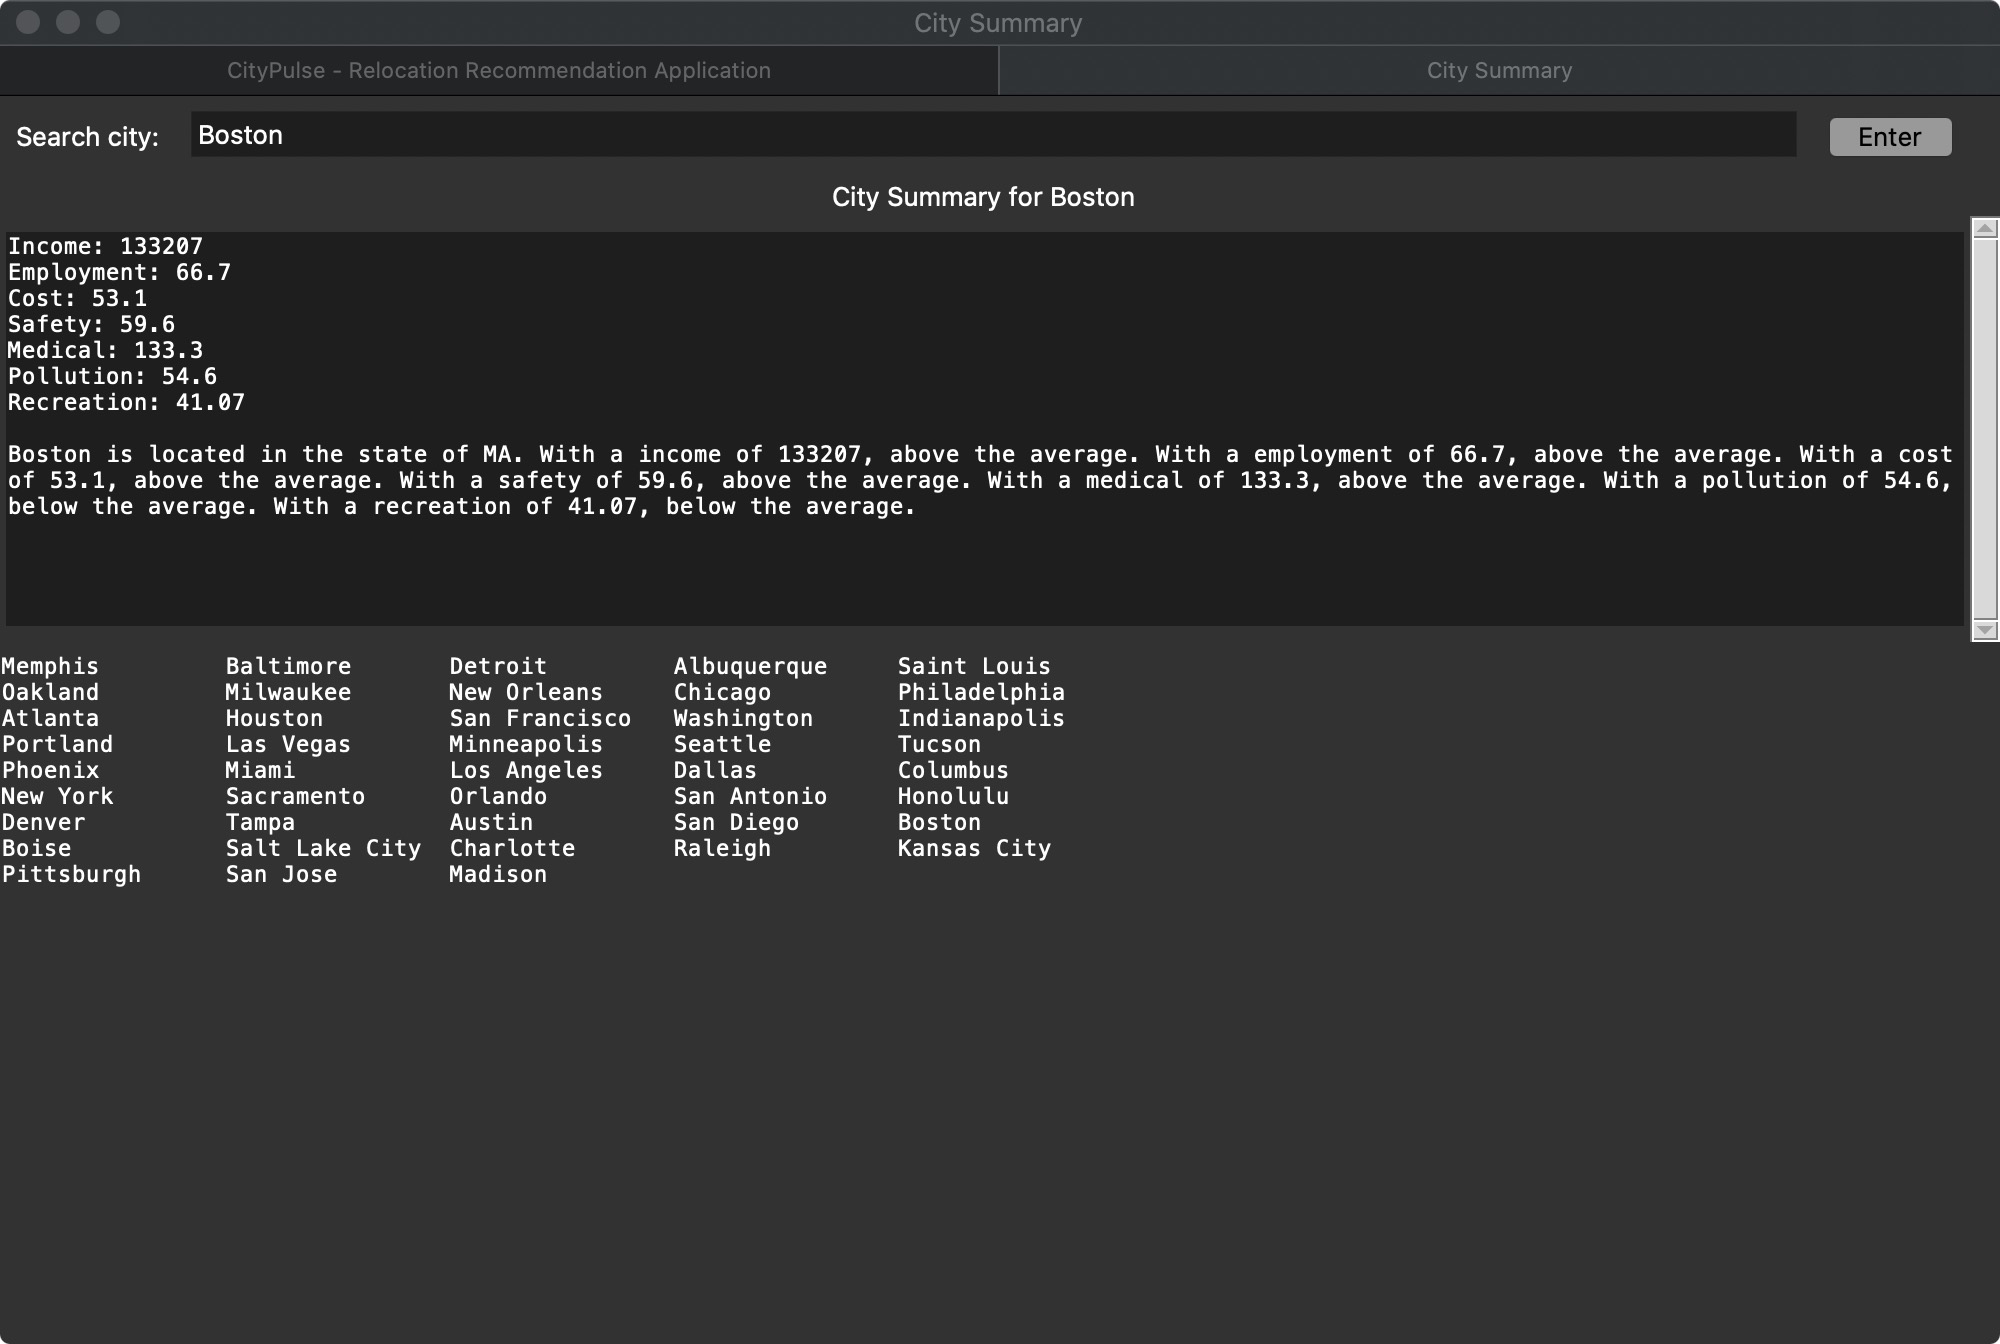 City Summary
CityPulse - Relocation Recommendation Application
City Summary
Search city:
Boston
Enter
City Summary for Boston
Income: 133207
Employment: 66.7
Cost: 53.1
Safety: 59.6
Medical: 133.3
Pollution: 54.6
Recreation: 41.07
Boston is located in the state of MA. With a income of 133207, above the average. With a employment of 66.7, above the average. With a cost
of 53.1, above the average. With a safety of 59.6, above the average. With a medical of 133.3, above the average. With a pollution of 54.6,
below the average. With a recreation of 41.07, below the average.
Memphis Baltimore Detroit Albuquerque Saint Louis
Oakland Milwaukee New Orleans Chicago Philadelphia
Atlanta Houston San Francisco Washington Indianapolis
Portland Las Vegas Minneapolis Seattle Tucson
Phoenix Miami Los Angeles Dallas Columbus
New York Sacramento Orlando San Antonio Honolulu
Denver Tampa Austin San Diego Boston
Boise Salt Lake City Charlotte Raleigh Kansas City
Pittsburgh San Jose Madison